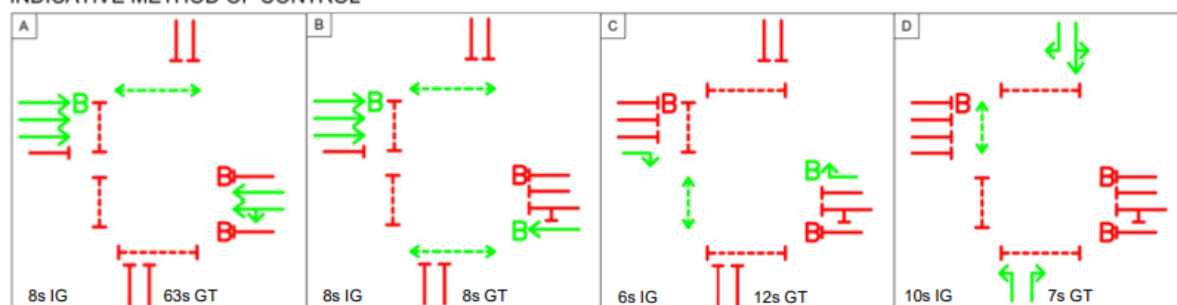 INDICATIVE METHOD OF CONTROL
A
B
C
D
B
B
B
B
B
B
B
B
B
B
B
B
8s IG 63s GT
8s IG 8s GT
6s IG 12s GT
10s IG 7s GT